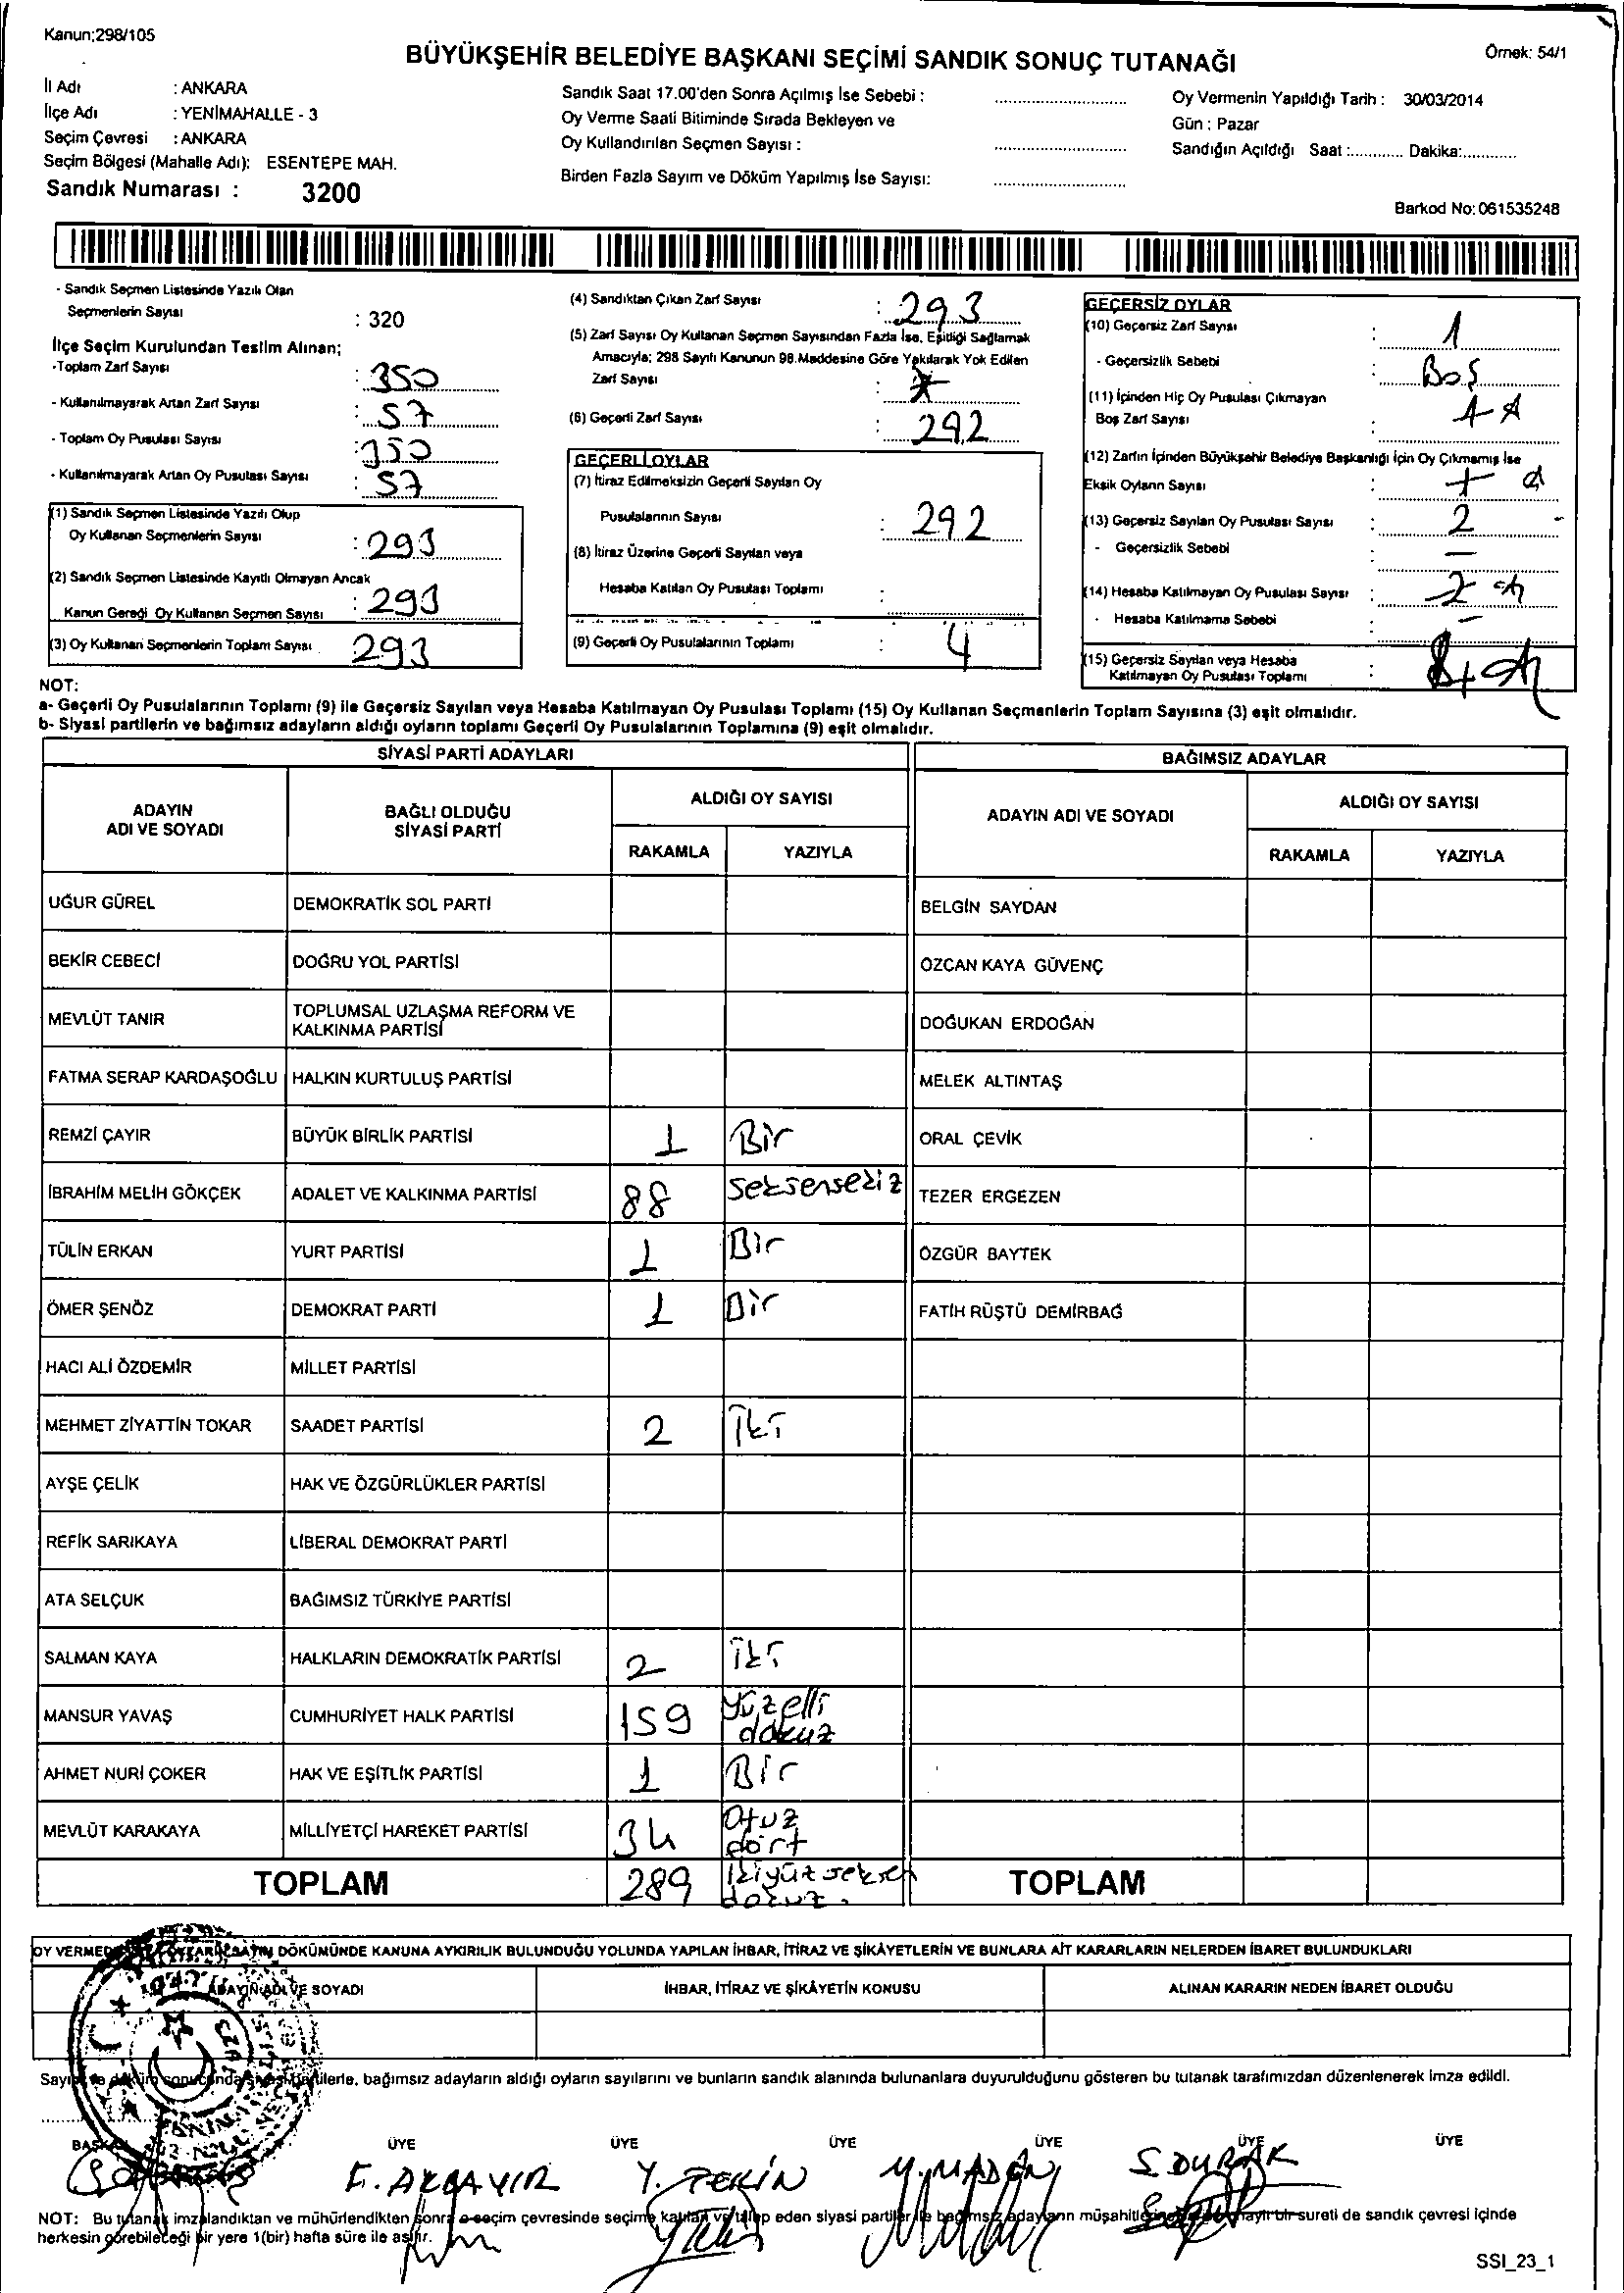 Kanun;298/105
BÜYÜKŞEHİR BELEDİYE BAŞKANI SEÇİMİ SANDIK SONUÇ TUTANAĞI
Örnek: 54/1
İl Adı : ANKARA
İlçe Adı : YENİMAHALLE - 3
Seçim Çevresi : ANKARA
Seçim Bölgesi (Mahalle Adı): ESENTEPE MAH.
Sandık Numarası : 3200
Sandık Saat 17.00'den Sonra Açılmış İse Sebebi :
Oy Verme Saati Bitiminde Sırada Bekleyen ve
Oy Kullandırılan Seçmen Sayısı :
Birden Fazla Sayım ve Döküm Yapılmış İse Sayısı:
Oy Vermenin Yapıldığı Tarih : 30/03/2014
Gün : Pazar
Sandığın Açıldığı Saat :............ Dakika:............
Barkod No: 061535248
- Sandık Seçmen Listesinde Yazılı Olan
Seçmenlerin Sayısı : 320
İlçe Seçim Kurulundan Teslim Alınan;
-Toplam Zarf Sayısı : 350
- Kullanılmayarak Artan Zarf Sayısı : 57
- Toplam Oy Pusulası Sayısı : 350
- Kullanılmayarak Artan Oy Pusulası Sayısı : 57
(1) Sandık Seçmen Listesinde Yazılı Olup
Oy Kullanan Seçmenlerin Sayısı : 293
(2) Sandık Seçmen Listesinde Kayıtlı Olmayan Ancak
Kanun Gereği Oy Kullanan Seçmen Sayısı : 293
(3) Oy Kullanan Seçmenlerin Toplam Sayısı 293
(4) Sandıktan Çıkan Zarf Sayısı : 293
(5) Zarf Sayısı Oy Kullanan Seçmen Sayısından Fazla İse, Eşitliği Sağlamak
Amacıyla; 298 Sayılı Kanunun 98.Maddesine Göre Yakılarak Yok Edilen
Zarf Sayısı :
(6) Geçerli Zarf Sayısı : 292
GEÇERLİ OYLAR
(7) İtiraz Edilmeksizin Geçerli Sayılan Oy
Pusulalarının Sayısı : 292
(8) İtiraz Üzerine Geçerli Sayılan veya
Hesaba Katılan Oy Pusulası Toplamı :
(9) Geçerli Oy Pusulalarının Toplamı : 4
GEÇERSİZ OYLAR
(10) Geçersiz Zarf Sayısı : 1
- Geçersizlik Sebebi : Boş
(11) İçinden Hiç Oy Pusulası Çıkmayan
Boş Zarf Sayısı :
(12) Zarfın İçinden Büyükşehir Belediye Başkanlığı İçin Oy Çıkmamış İse
Eksik Oyların Sayısı :
(13) Geçersiz Sayılan Oy Pusulası Sayısı : 2
- Geçersizlik Sebebi : —
(14) Hesaba Katılmayan Oy Pusulası Sayısı : 2
- Hesaba Katılmama Sebebi : —
(15) Geçersiz Sayılan veya Hesaba
Katılmayan Oy Pusulası Toplamı :
NOT:
a- Geçerli Oy Pusulalarının Toplamı (9) ile Geçersiz Sayılan veya Hesaba Katılmayan Oy Pusulası Toplamı (15) Oy Kullanan Seçmenlerin Toplam Sayısına (3) eşit olmalıdır.
b- Siyasi partilerin ve bağımsız adayların aldığı oyların toplamı Geçerli Oy Pusulalarının Toplamına (9) eşit olmalıdır.
SİYASİ PARTİ ADAYLARI
BAĞIMSIZ ADAYLAR
ADAYIN ADI VE SOYADI
BAĞLI OLDUĞU SİYASİ PARTİ
ALDIĞI OY SAYISI
RAKAMLA YAZIYLA
ADAYIN ADI VE SOYADI
ALDIĞI OY SAYISI
RAKAMLA YAZIYLA
UĞUR GÜREL DEMOKRATİK SOL PARTİ BELGİN SAYDAN
BEKİR CEBECİ DOĞRU YOL PARTİSİ ÖZCAN KAYA GÜVENÇ
MEVLÜT TANIR TOPLUMSAL UZLAŞMA REFORM VE KALKINMA PARTİSİ DOĞUKAN ERDOĞAN
FATMA SERAP KARDAŞOĞLU HALKIN KURTULUŞ PARTİSİ MELEK ALTINTAŞ
REMZİ ÇAYIR BÜYÜK BİRLİK PARTİSİ 1 Bir ORAL ÇEVİK
İBRAHİM MELİH GÖKÇEK ADALET VE KALKINMA PARTİSİ 88 seksensekiz TEZER ERGEZEN
TÜLİN ERKAN YURT PARTİSİ 1 Bir ÖZGÜR BAYTEK
ÖMER ŞENÖZ DEMOKRAT PARTİ 1 Bir FATİH RÜŞTÜ DEMİRBAĞ
HACI ALİ ÖZDEMİR MİLLET PARTİSİ
MEHMET ZİYATTİN TOKAR SAADET PARTİSİ 2 İki
AYŞE ÇELİK HAK VE ÖZGÜRLÜKLER PARTİSİ
REFİK SARIKAYA LİBERAL DEMOKRAT PARTİ
ATA SELÇUK BAĞIMSIZ TÜRKİYE PARTİSİ
SALMAN KAYA HALKLARIN DEMOKRATİK PARTİSİ 2 İki
MANSUR YAVAŞ CUMHURİYET HALK PARTİSİ 159 Yüzelli dokuz
AHMET NURİ ÇOKER HAK VE EŞİTLİK PARTİSİ 1 Bir
MEVLÜT KARAKAYA MİLLİYETÇİ HAREKET PARTİSİ 34 Otuz dört
TOPLAM 289 İkiyüz seksen dokuz. TOPLAM
OY VERMEDE DÖKÜMÜNDE KANUNA AYKIRILIK BULUNDUĞU YOLUNDA YAPILAN İHBAR, İTİRAZ VE ŞİKÂYETLERİN VE BUNLARA AİT KARARLARIN NELERDEN İBARET BULUNDUKLARI
ADAYIN ADI VE SOYADI
İHBAR, İTİRAZ VE ŞİKÂYETİN KONUSU
ALINAN KARARIN NEDEN İBARET OLDUĞU
Sayım ve döküm sonucunda siyasi partilerle, bağımsız adayların aldığı oyların sayılarını ve bunların sandık alanında bulunanlara duyurulduğunu gösteren bu tutanak tarafımızdan düzenlenerek imza edildi.
BAŞKAN ÜYE ÜYE ÜYE ÜYE ÜYE ÜYE
E. AKBAYIR Y. TEKİN M. MADEN S. DURAK
NOT: Bu tutanak imzalandıktan ve mühürlendikten sonra o seçim çevresinde seçime katılan ve talep eden siyasi partiler ile bağımsız adayların müşahitlerine bir sureti de sandık çevresi içinde
herkesin görebileceği bir yere 1(bir) hafta süre ile asılır.
SSI_23_1